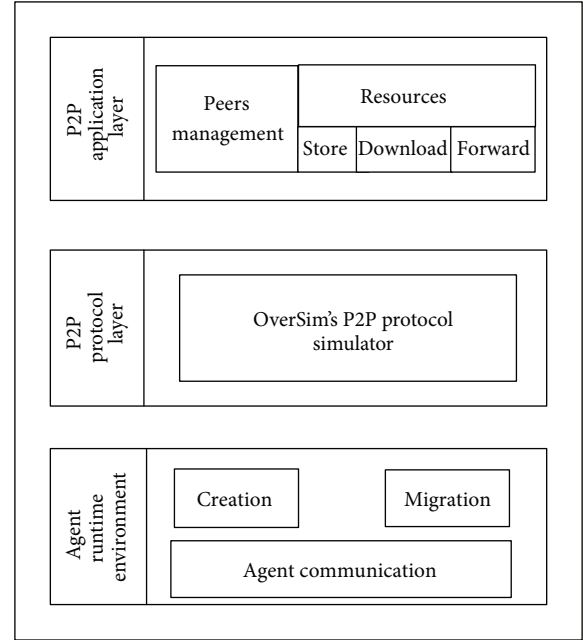 P2P
application
layer
Peers
management
Resources
Store
Download
Forward
P2P
protocol
layer
OverSim's P2P protocol
simulator
Agent
runtime
environment
Creation
Migration
Agent communication